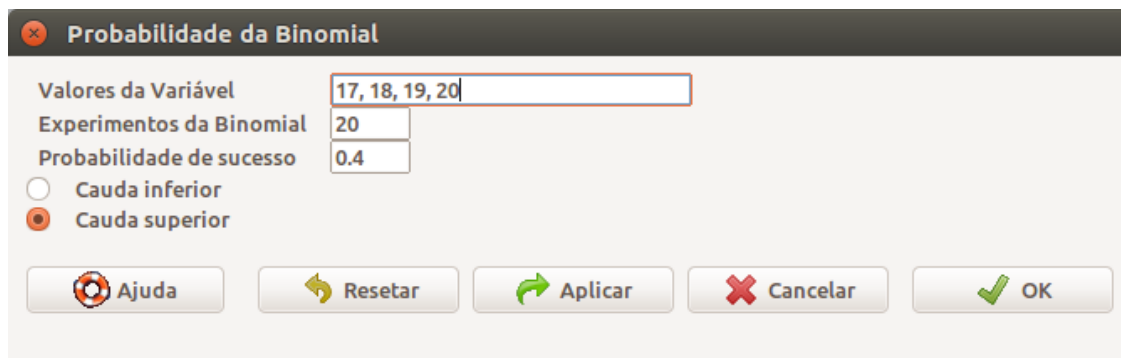 Probabilidade da Binomial
Valores da Variável 17, 18, 19, 20
Experimentos da Binomial 20
Probabilidade de sucesso 0.4
Cauda inferior
Cauda superior
Ajuda Resetar Aplicar Cancelar OK